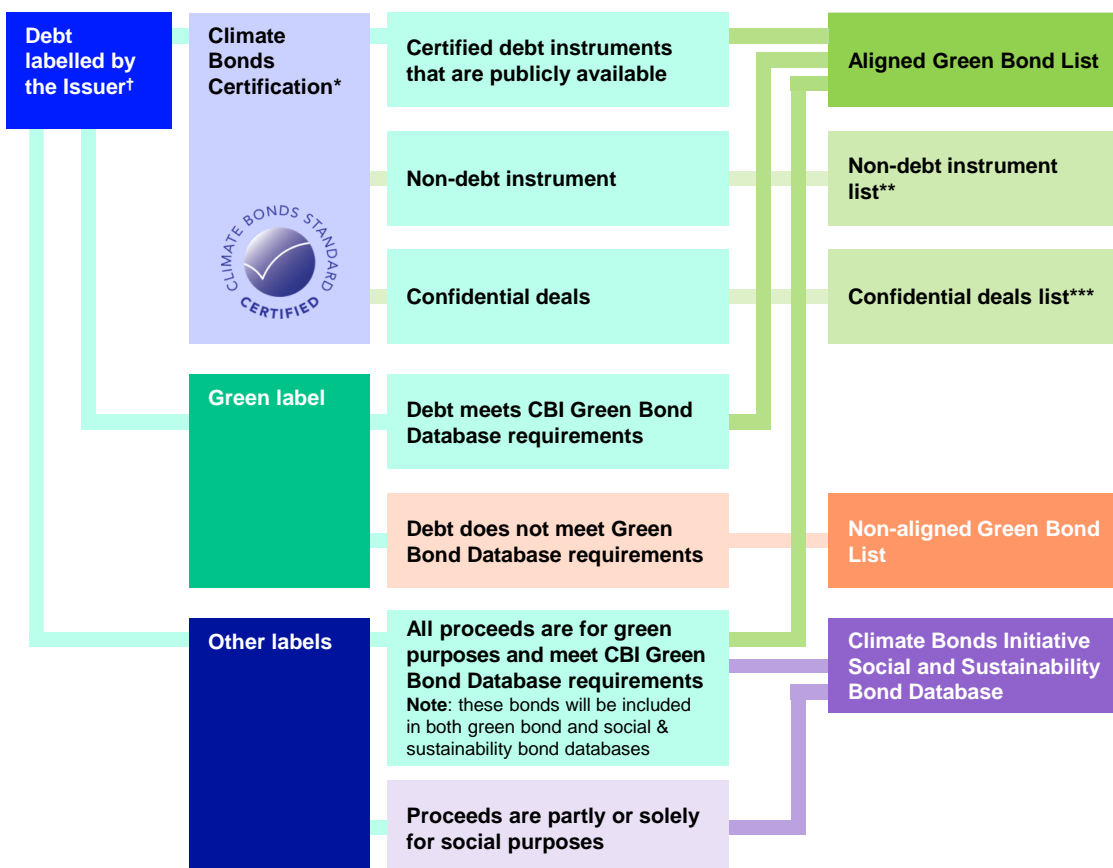 Debt
labelled by
the Issuer†
Climate
Bonds
Certification*
CLIMATE BONDS STANDARD
CERTIFIED
Certified debt instruments
that are publicly available
Aligned Green Bond List
Non-debt instrument
Non-debt instrument
list**
Confidential deals
Confidential deals list***
Green label
Debt meets CBI Green Bond
Database requirements
Debt does not meet Green
Bond Database requirements
Non-aligned Green Bond
List
Other labels
All proceeds are for green
purposes and meet CBI Green
Bond Database requirements
Note: these bonds will be included
in both green bond and social &
sustainability bond databases
Climate Bonds Initiative
Social and Sustainability
Bond Database
Proceeds are partly or solely
for social purposes